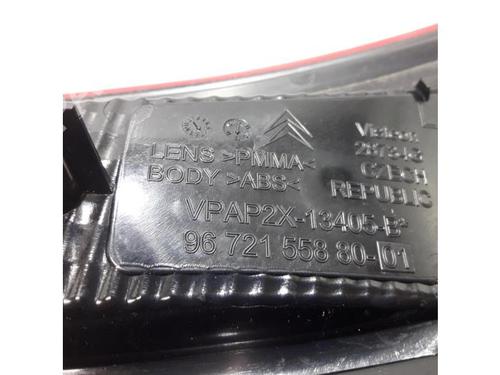 LENS >PMMA<
BODY >ABS<
CZECH
REPUBLIC
VPAP2X-13405-B
96 721 558 80-01